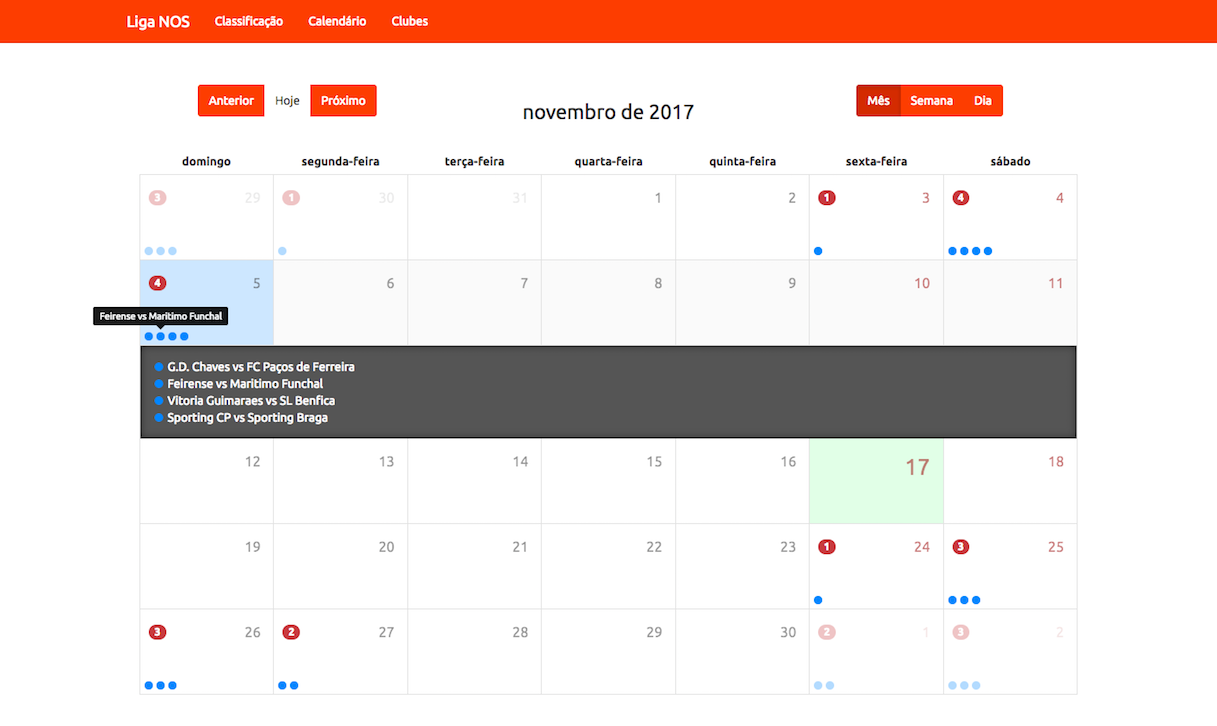 Liga NOS Classificação Calendário Clubes
Anterior Hoje Próximo novembro de 2017 Mês Semana Dia
domingo segunda-feira terça-feira quarta-feira quinta-feira sexta-feira sábado
3 29 1 30 31 1 2 1 3 4 4
4 5 6 7 8 9 10 11
Feirense vs Maritimo Funchal
G.D. Chaves vs FC Paços de Ferreira
Feirense vs Maritimo Funchal
Vitoria Guimaraes vs SL Benfica
Sporting CP vs Sporting Braga
12 13 14 15 16 17 18
19 20 21 22 23 1 24 3 25
3 26 2 27 28 29 30 2 1 3 2